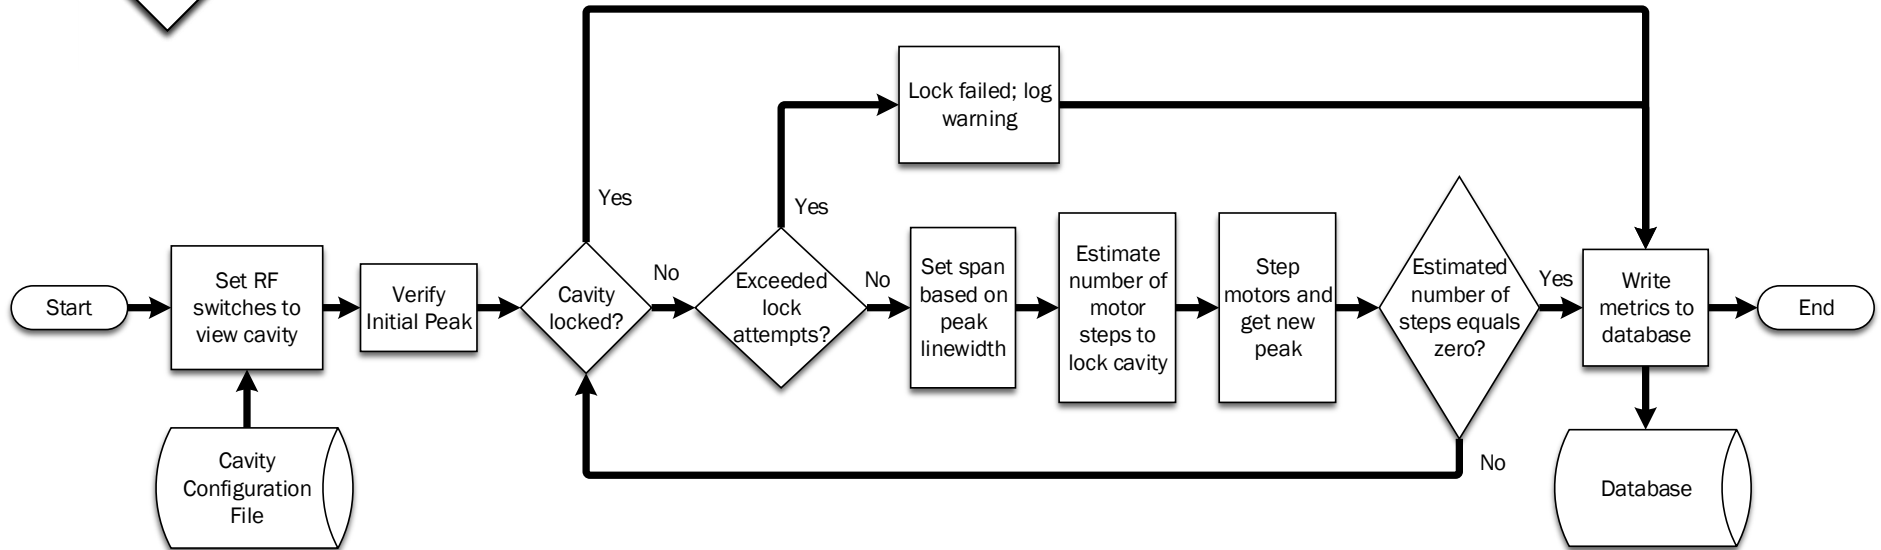 Lock failed; log
warning
Yes
Yes
Start
Set RF
switches to
view cavity
Verify
Initial Peak
Cavity
locked?
No
Exceeded
lock
attempts?
No
Set span
based on
peak
linewidth
Estimate
number of
motor
steps to
lock cavity
Step
motors and
get new
peak
Estimated
number of
steps equals
zero?
Yes
Write
metrics to
database
End
No
Cavity
Configuration
File
Database